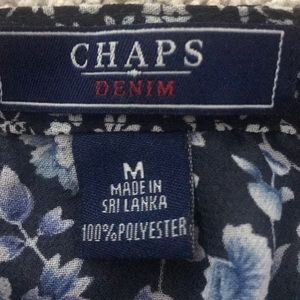 CHAPS
DENIM
M
MADE IN
SRI LANKA
100% POLYESTER